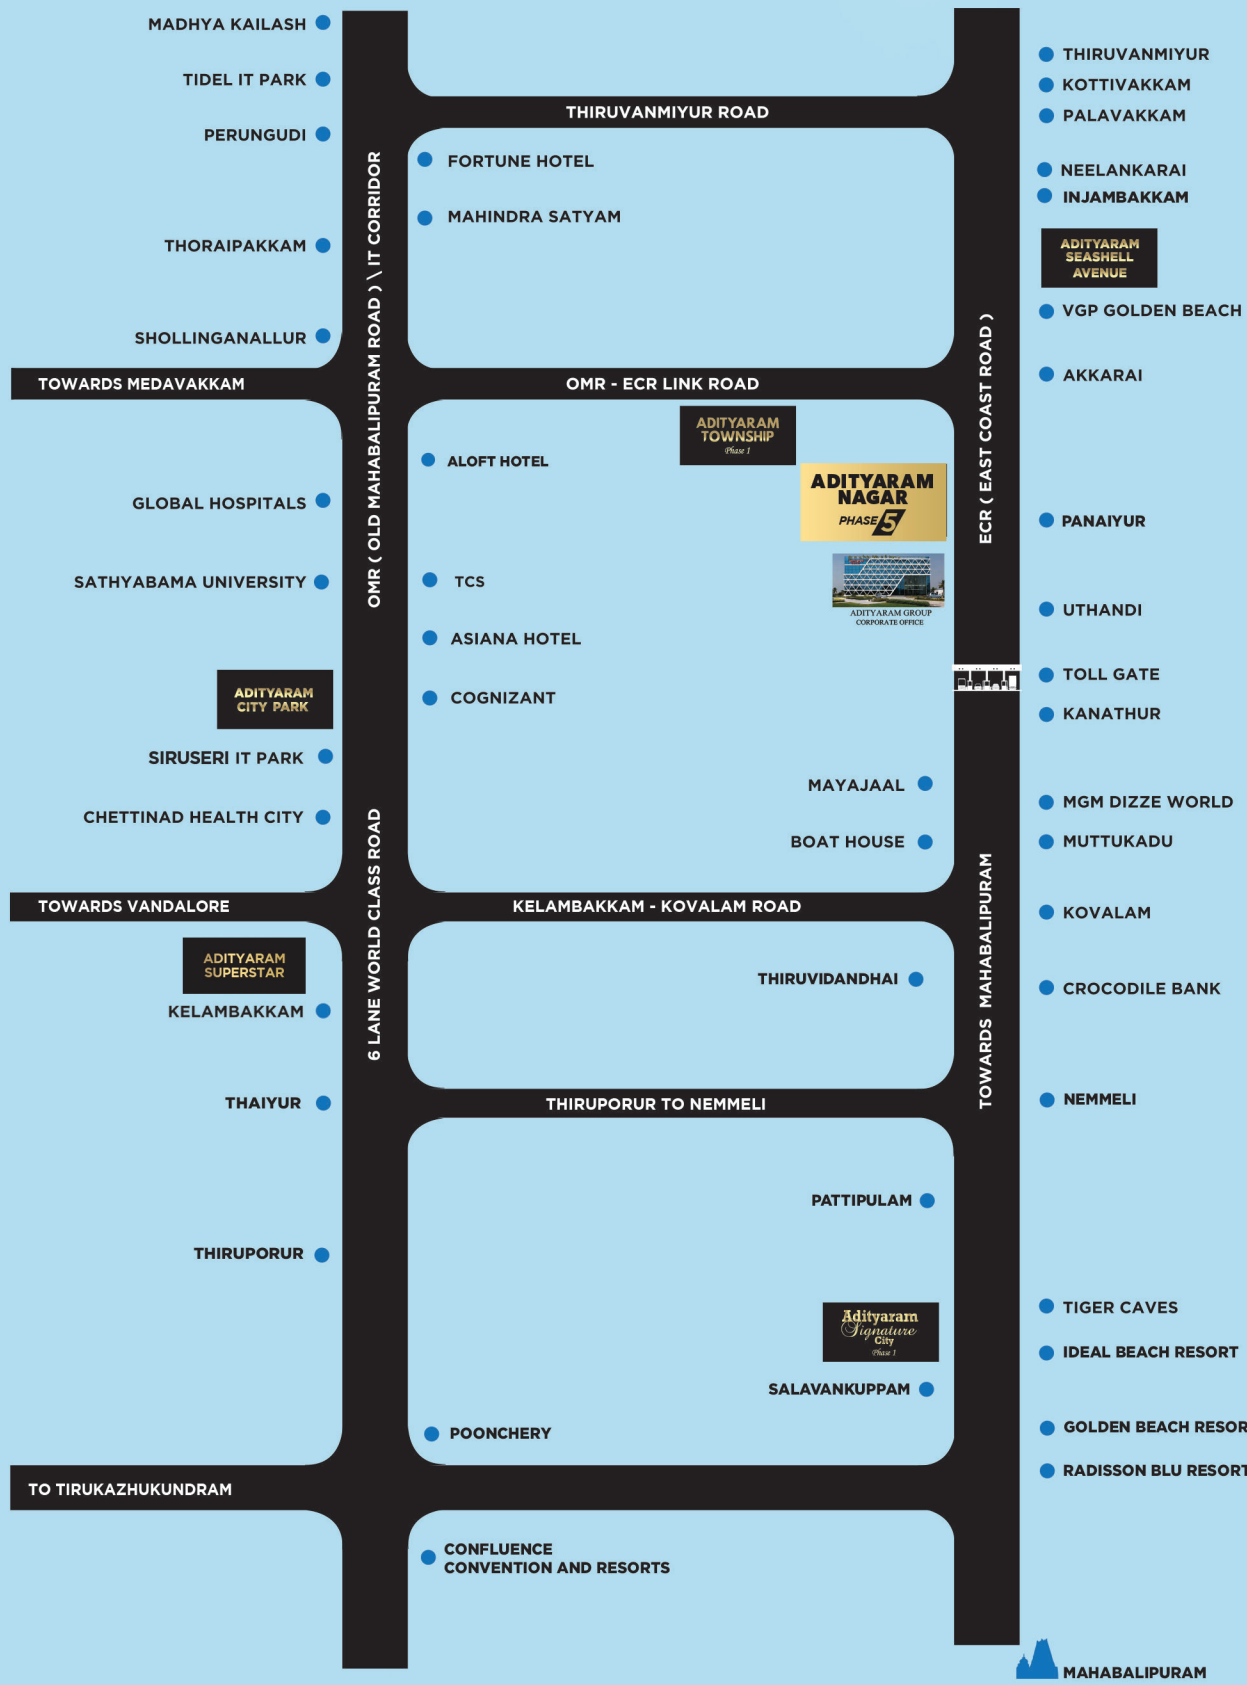 MADHYA KAILASH
TIDEL IT PARK
PERUNGUDI
THORAIPAKKAM
SHOLLINGANALLUR
TOWARDS MEDAVAKKAM
GLOBAL HOSPITALS
SATHYABAMA UNIVERSITY
ADITYARAM
CITY PARK
SIRUSERI IT PARK
CHETTINAD HEALTH CITY
TOWARDS VANDALORE
ADITYARAM
SUPERSTAR
KELAMBAKKAM
THAIYUR
THIRUPORUR
TO TIRUKAZHUKUNDRAM
OMR ( OLD MAHABALIPURAM ROAD ) \ IT CORRIDOR
6 LANE WORLD CLASS ROAD
THIRUVANMIYUR ROAD
FORTUNE HOTEL
MAHINDRA SATYAM
OMR - ECR LINK ROAD
ADITYARAM
TOWNSHIP
Phase 1
ALOFT HOTEL
ADITYARAM
NAGAR
PHASE 5
TCS
ADITYARAM GROUP
CORPORATE OFFICE
ASIANA HOTEL
COGNIZANT
MAYAJAAL
BOAT HOUSE
KELAMBAKKAM - KOVALAM ROAD
THIRUVIDANDHAI
THIRUPORUR TO NEMMELI
PATTIPULAM
Adityaram
Signature
City
Phase 1
SALAVANKUPPAM
POONCHERY
CONFLUENCE
CONVENTION AND RESORTS
ECR ( EAST COAST ROAD )
TOWARDS MAHABALIPURAM
THIRUVANMIYUR
KOTTIVAKKAM
PALAVAKKAM
NEELANKARAI
INJAMBAKKAM
ADITYARAM
SEASHELL
AVENUE
VGP GOLDEN BEACH
AKKARAI
PANAIYUR
UTHANDI
TOLL GATE
KANATHUR
MGM DIZZE WORLD
MUTTUKADU
KOVALAM
CROCODILE BANK
NEMMELI
TIGER CAVES
IDEAL BEACH RESORT
GOLDEN BEACH RESOR
RADISSON BLU RESORT
MAHABALIPURAM